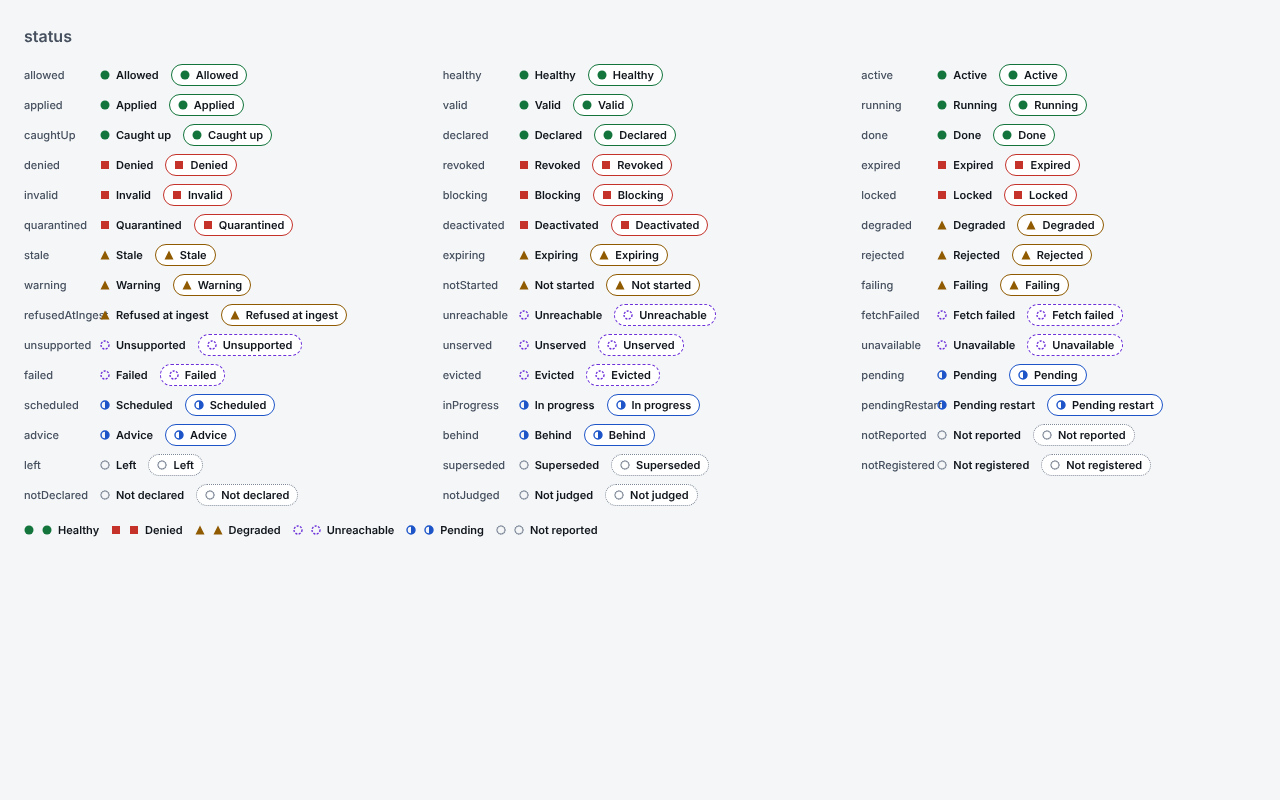 status
allowed Allowed Allowed healthy Healthy Healthy active Active Active
applied Applied Applied valid Valid Valid running Running Running
caughtUp Caught up Caught up declared Declared Declared done Done Done
denied Denied Denied revoked Revoked Revoked expired Expired Expired
invalid Invalid Invalid blocking Blocking Blocking locked Locked Locked
quarantined Quarantined Quarantined deactivated Deactivated Deactivated degraded Degraded Degraded
stale Stale Stale expiring Expiring Expiring rejected Rejected Rejected
warning Warning Warning notStarted Not started Not started failing Failing Failing
refusedAtIngest Refused at ingest Refused at ingest unreachable Unreachable Unreachable fetchFailed Fetch failed Fetch failed
unsupported Unsupported Unsupported unserved Unserved Unserved unavailable Unavailable Unavailable
failed Failed Failed evicted Evicted Evicted pending Pending Pending
scheduled Scheduled Scheduled inProgress In progress In progress pendingRestart Pending restart Pending restart
advice Advice Advice behind Behind Behind notReported Not reported Not reported
left Left Left superseded Superseded Superseded notRegistered Not registered Not registered
notDeclared Not declared Not declared notJudged Not judged Not judged
Healthy Denied Degraded Unreachable Pending Not reported